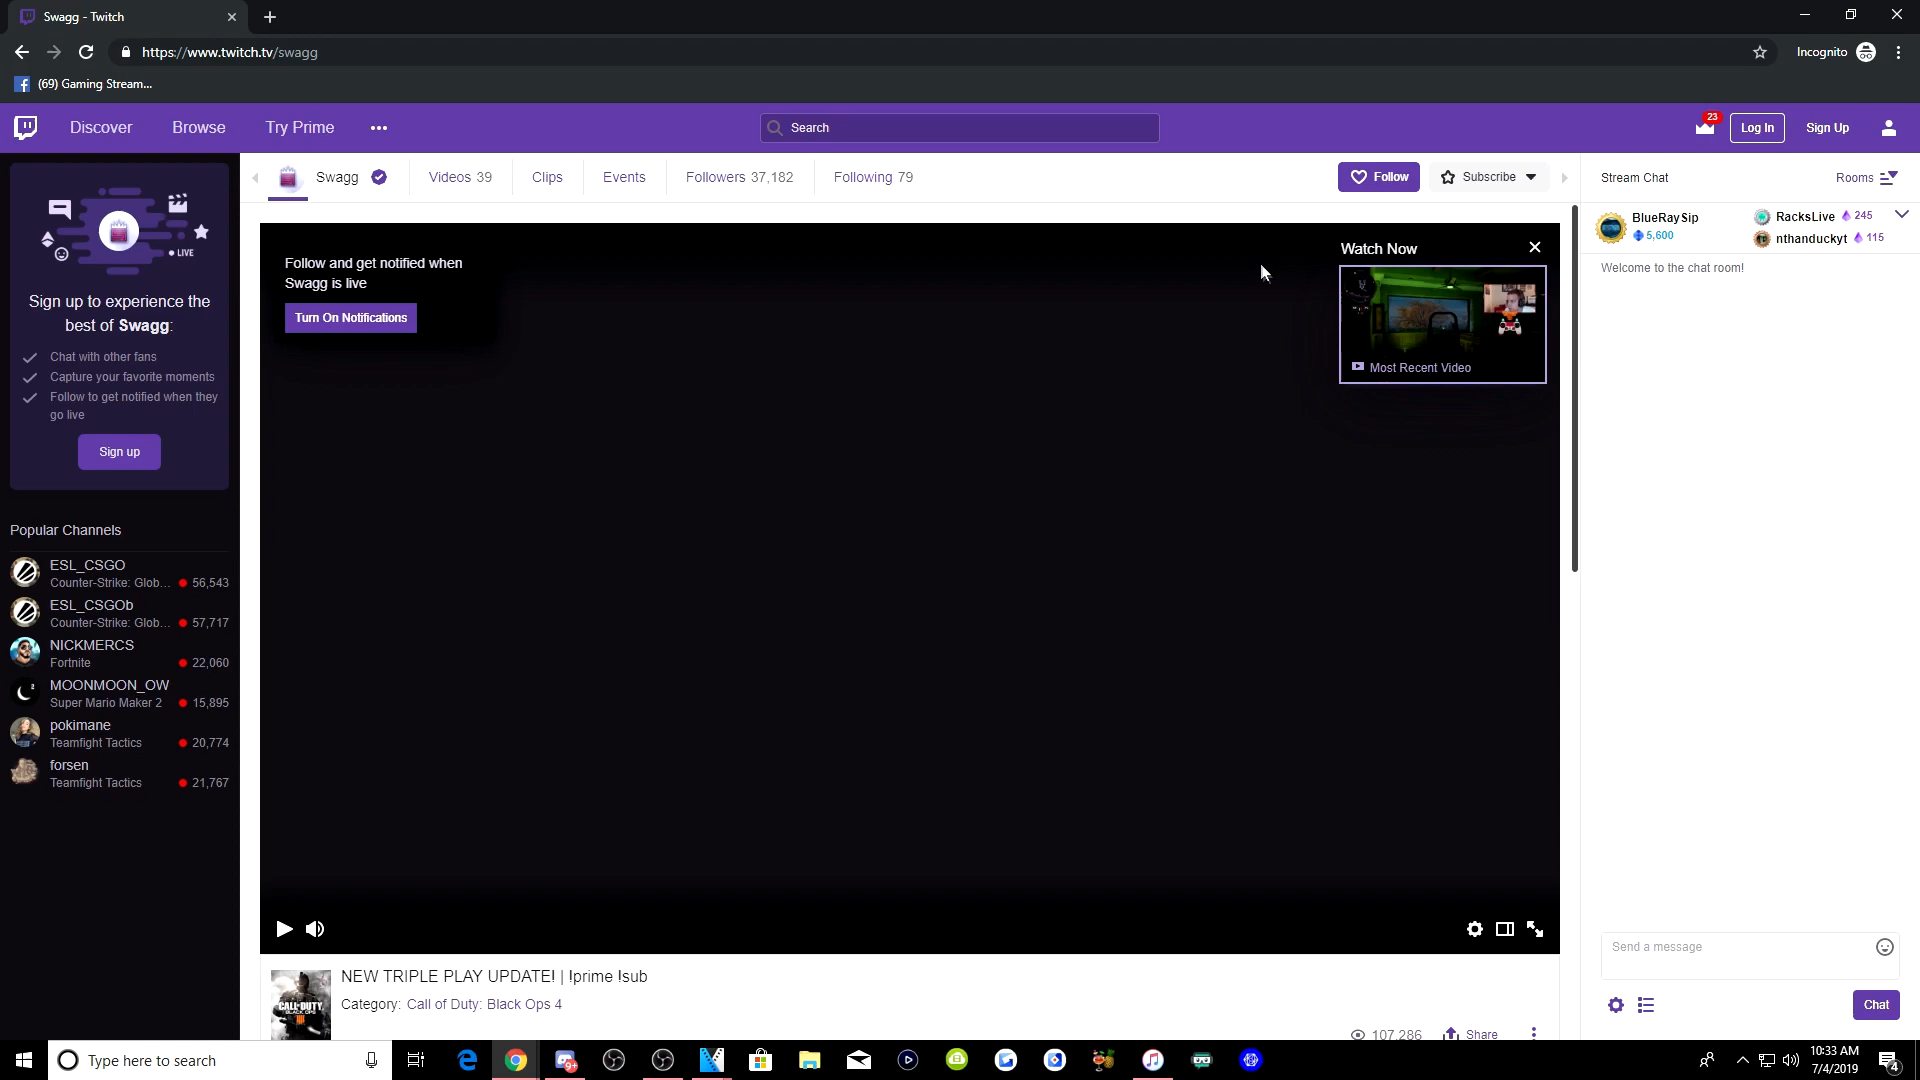 Swagg - Twitch
https://www.twitch.tv/swagg
Incognito
(69) Gaming Stream...
Discover
Browse
Try Prime
Search
23
Log In
Sign Up
Swagg
Videos 39
Clips
Events
Followers 37,182
Following 79
Follow
Subscribe
Stream Chat
Rooms
LIVE
Sign up to experience the
best of Swagg:
Chat with other fans
Capture your favorite moments
Follow to get notified when they
go live
Sign up
Popular Channels
ESL_CSGO
Counter-Strike: Glob... 56,543
ESL_CSGOb
Counter-Strike: Glob... 57,717
NICKMERCS
Fortnite 22,060
MOONMOON_OW
Super Mario Maker 2 15,895
pokimane
Teamfight Tactics 20,774
forsen
Teamfight Tactics 21,767
Follow and get notified when
Swagg is live
Turn On Notifications
Watch Now
Most Recent Video
NEW TRIPLE PLAY UPDATE! | !prime !sub
Category: Call of Duty: Black Ops 4
CALL OF DUTY
BLACK OPS
107,286
Share
BlueRaySip
5,600
RacksLive 245
nthanduckyt 115
Welcome to the chat room!
Send a message
Chat
Type here to search
9+
10:33 AM
7/4/2019
4